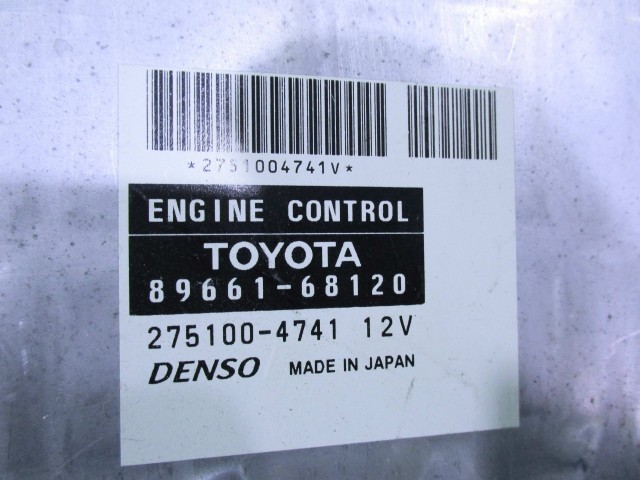 *2751004741V*
ENGINE CONTROL
TOYOTA
89661-68120
275100-4741 12V
DENSO MADE IN JAPAN